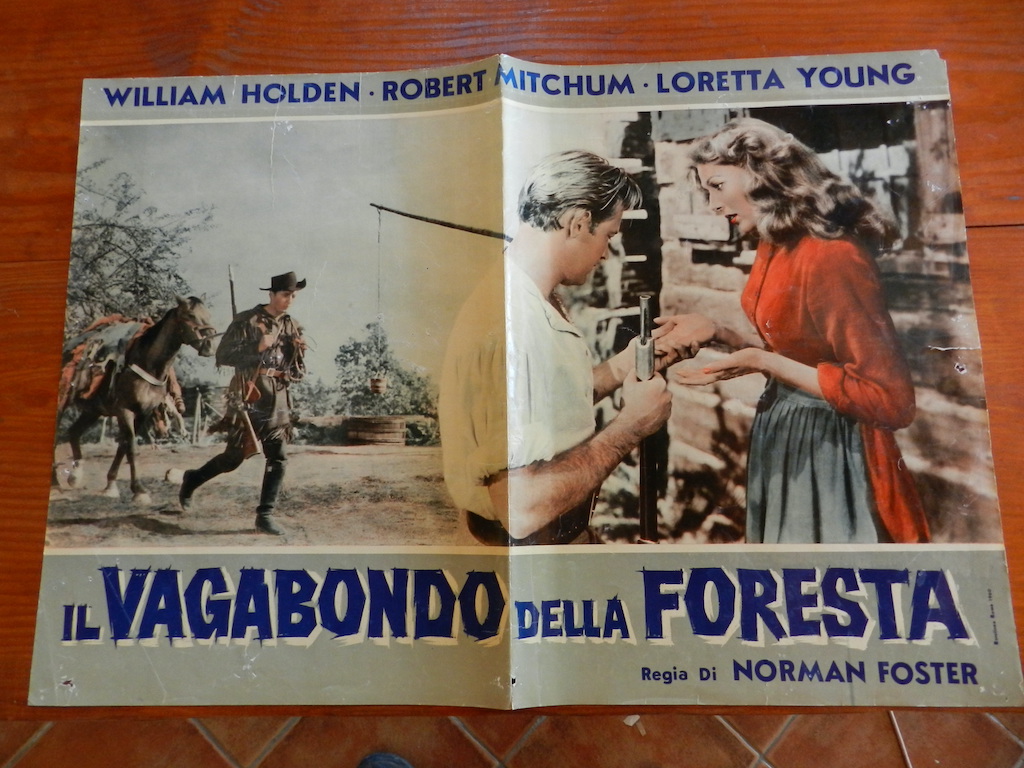 WILLIAM HOLDEN · ROBERT MITCHUM · LORETTA YOUNG
IL VAGABONDO DELLA FORESTA
Regia Di NORMAN FOSTER